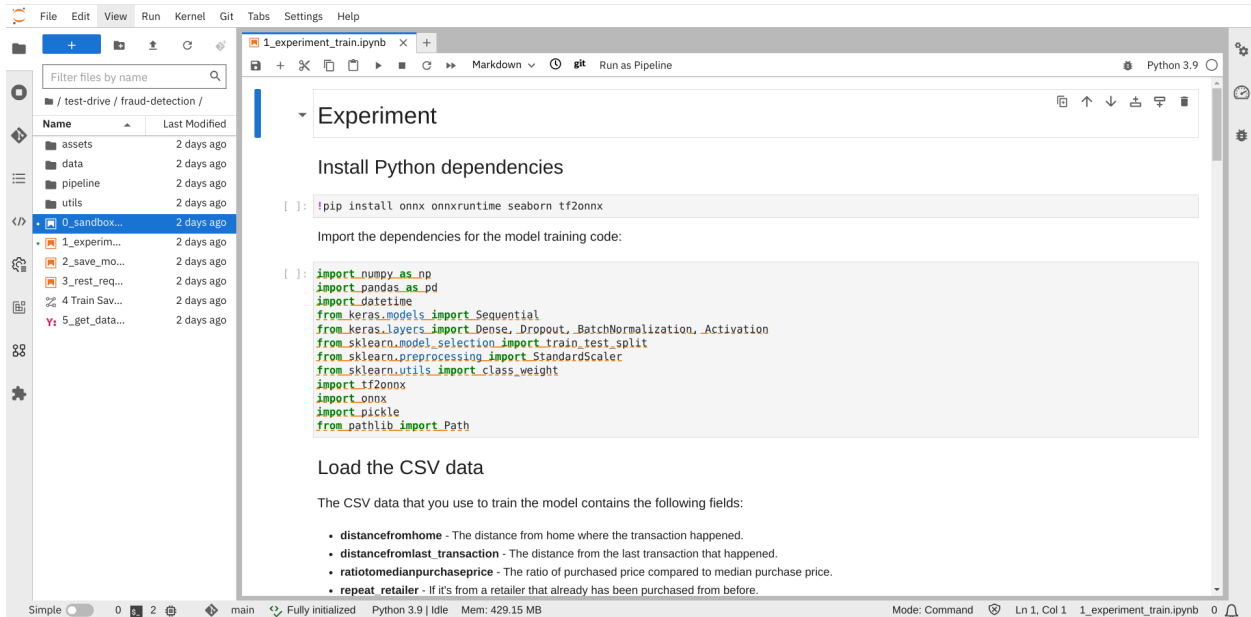 File Edit View Run Kernel Git Tabs Settings Help
+
Filter files by name
/ test-drive / fraud-detection /
Name Last Modified
assets 2 days ago
data 2 days ago
pipeline 2 days ago
utils 2 days ago
0_sandbox... 2 days ago
1_experim... 2 days ago
2_save_mo... 2 days ago
3_rest_req... 2 days ago
4 Train Sav... 2 days ago
Y: 5_get_data... 2 days ago
1_experiment_train.ipynb × +
Markdown git Run as Pipeline Python 3.9
Experiment
Install Python dependencies
[ ]: !pip install onnx onnxruntime seaborn tf2onnx
Import the dependencies for the model training code:
[ ]: import numpy as np
import pandas as pd
import datetime
from keras.models import Sequential
from keras.layers import Dense, Dropout, BatchNormalization, Activation
from sklearn.model_selection import train_test_split
from sklearn.preprocessing import StandardScaler
from sklearn.utils import class_weight
import tf2onnx
import onnx
import pickle
from pathlib import Path
Load the CSV data
The CSV data that you use to train the model contains the following fields:
• distancefromhome - The distance from home where the transaction happened.
• distancefromlast_transaction - The distance from the last transaction that happened.
• ratiotomedianpurchaseprice - The ratio of purchased price compared to median purchase price.
• repeat_retailer - If it's from a retailer that already has been purchased from before.
Simple 0 $_ 2 main Fully initialized Python 3.9 | Idle Mem: 429.15 MB Mode: Command Ln 1, Col 1 1_experiment_train.ipynb 0